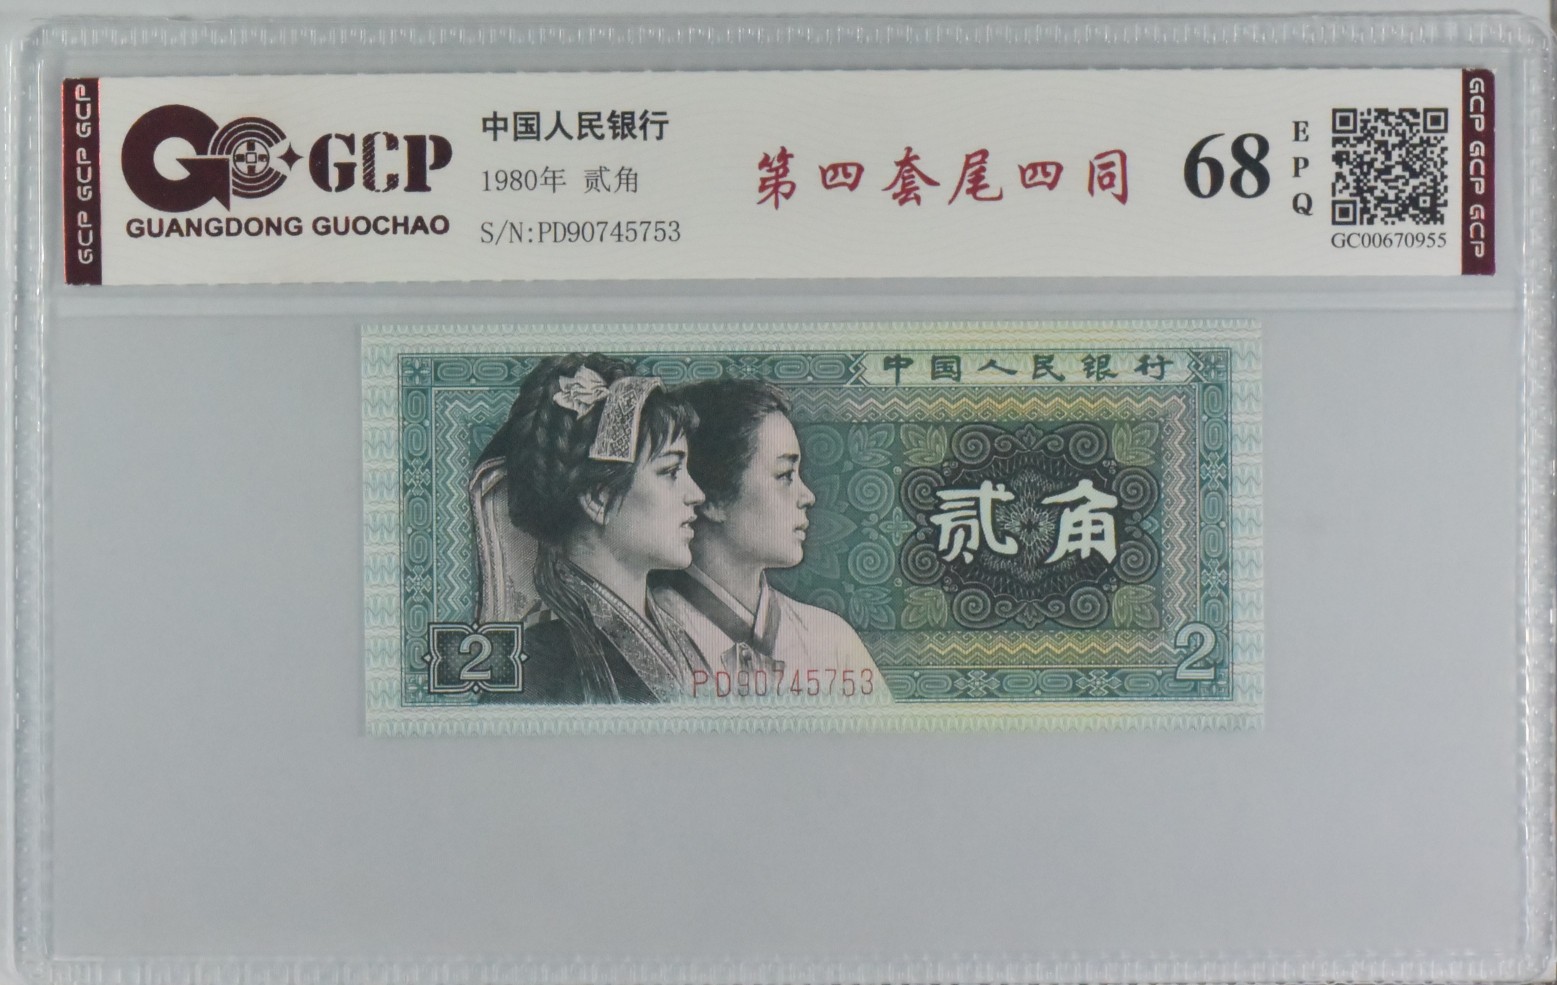 GCP GCP GCP
GCP
GUANGDONG GUOCHAO
中国人民银行
1980年 贰角
S/N:PD90745753
第四套尾四同
68
EPQ
GC00670955
GCP GCP GCP
中国人民银行
贰角
2
2
PD90745753